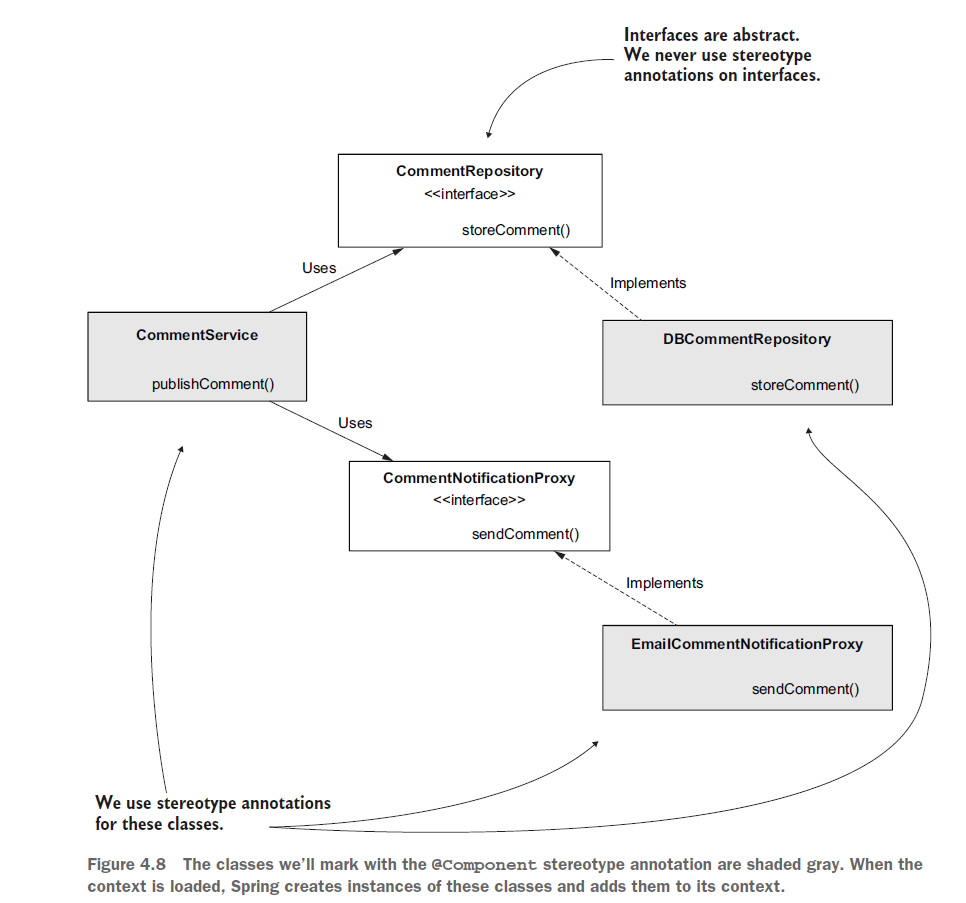 Interfaces are abstract.
We never use stereotype
annotations on interfaces.
CommentRepository
<<interface>>
storeComment()
Uses
Implements
CommentService
publishComment()
DBCommentRepository
storeComment()
Uses
CommentNotificationProxy
<<interface>>
sendComment()
Implements
EmailCommentNotificationProxy
sendComment()
We use stereotype annotations
for these classes.
Figure 4.8 The classes we'll mark with the @Component stereotype annotation are shaded gray. When the
context is loaded, Spring creates instances of these classes and adds them to its context.